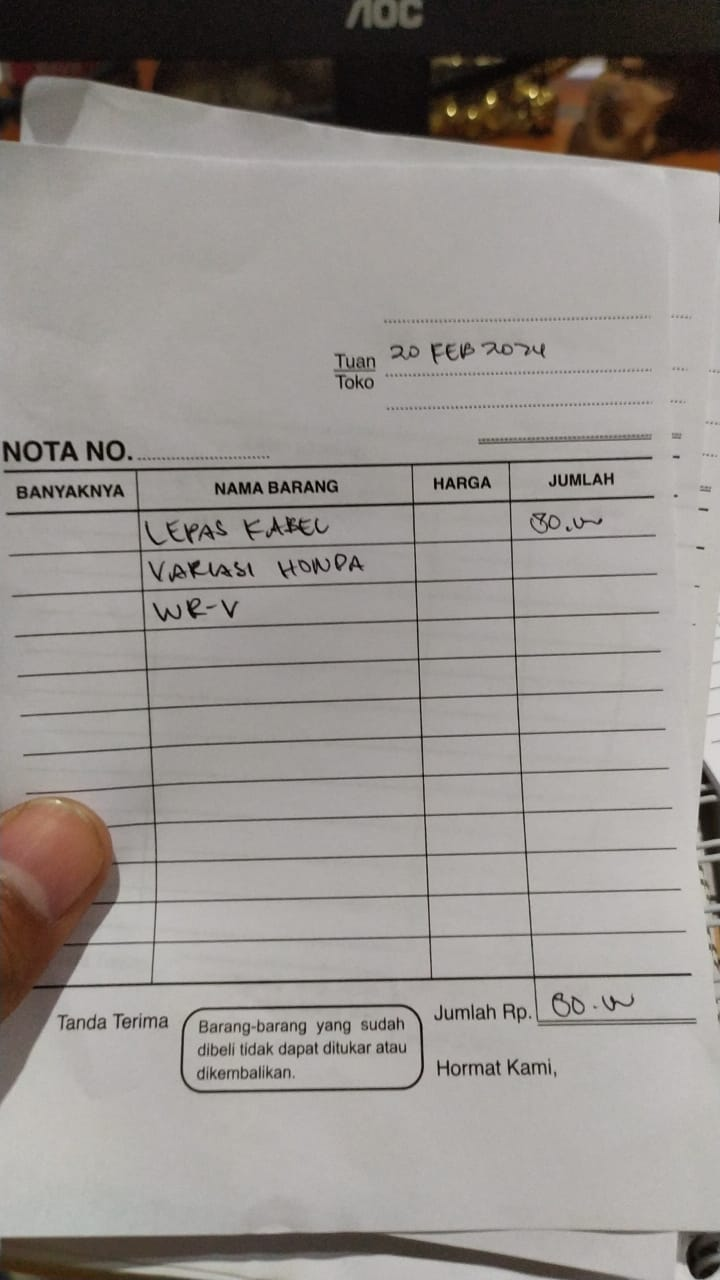 AOC
20 FEB 2024
Tuan
Toko
NOTA NO.
BANYAKNYA NAMA BARANG HARGA JUMLAH
LEPAS KABEL 80.
VARIASI HONDA
WR-V
Tanda Terima
Barang-barang yang sudah
dibeli tidak dapat ditukar atau
dikembalikan.
Jumlah Rp. 80.
Hormat Kami,